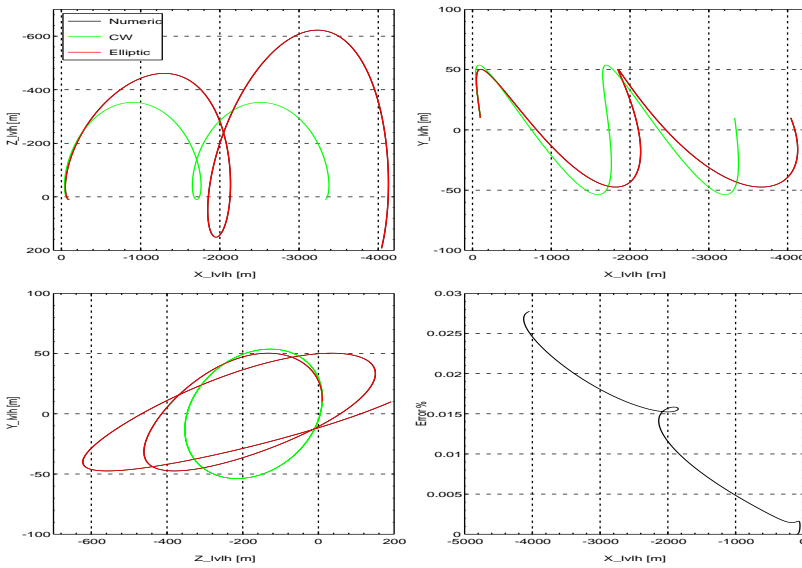 -600
-400
-200
0
200
Z_lvlh [m]
Numeric
CW
Elliptic
0 -1000 -2000 -3000 -4000
X_lvlh [m]
100
50
0
-50
-100
Y_lvlh [m]
0 -1000 -2000 -3000 -4000
X_lvlh [m]
100
50
0
-50
-100
Y_lvlh [m]
-600 -400 -200 0 200
Z_lvlh [m]
0.03
0.025
0.02
0.015
0.01
0.005
0
Error %
-5000 -4000 -3000 -2000 -1000 0
X_lvlh [m]